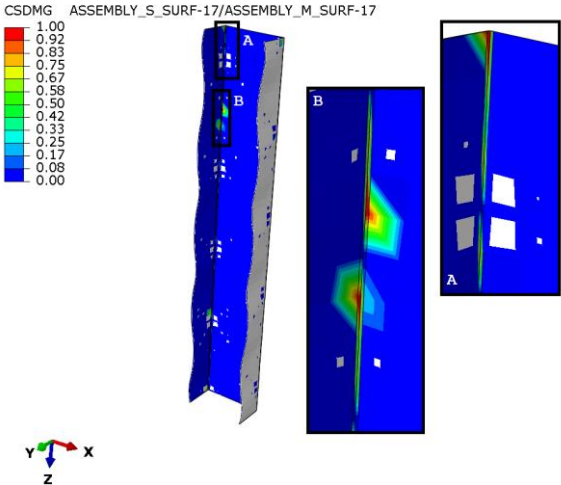 CSDMG ASSEMBLY_S_SURF-17/ASSEMBLY_M_SURF-17
1.00
0.92
0.83
0.75
0.67
0.58
0.50
0.42
0.33
0.25
0.17
0.08
0.00
A
B
B
A
Y
X
Z